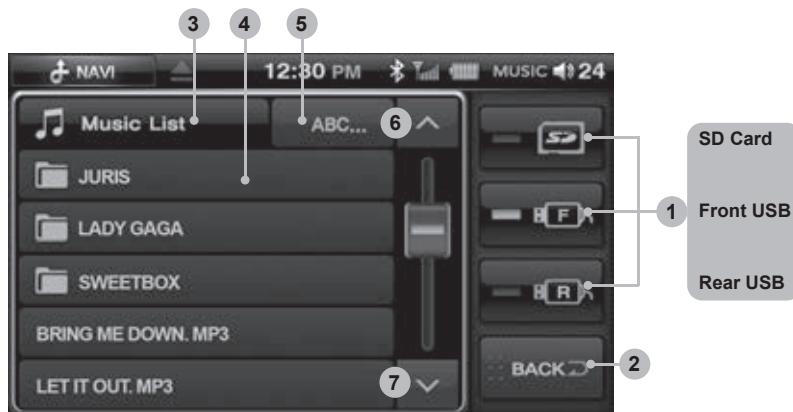 3 4 5
NAVI 12:30 PM MUSIC 24
Music List ABC... 6
JURIS
LADY GAGA
SWEETBOX
BRING ME DOWN. MP3
LET IT OUT. MP3 7
SD
F
R
BACK 2
1
SD Card
Front USB
Rear USB